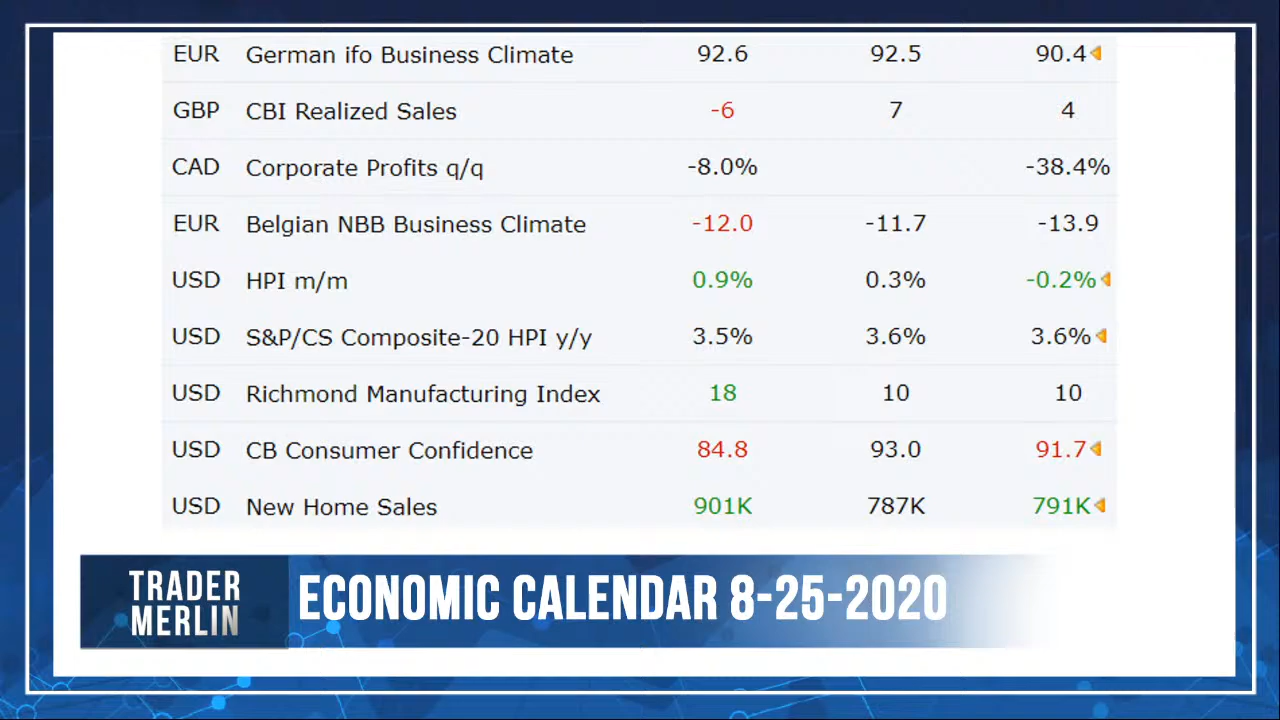 EUR German ifo Business Climate 92.6 92.5 90.4
GBP CBI Realized Sales -6 7 4
CAD Corporate Profits q/q -8.0% -38.4%
EUR Belgian NBB Business Climate -12.0 -11.7 -13.9
USD HPI m/m 0.9% 0.3% -0.2%
USD S&P/CS Composite-20 HPI y/y 3.5% 3.6% 3.6%
USD Richmond Manufacturing Index 18 10 10
USD CB Consumer Confidence 84.8 93.0 91.7
USD New Home Sales 901K 787K 791K
TRADER
MERLIN
ECONOMIC CALENDAR 8-25-2020